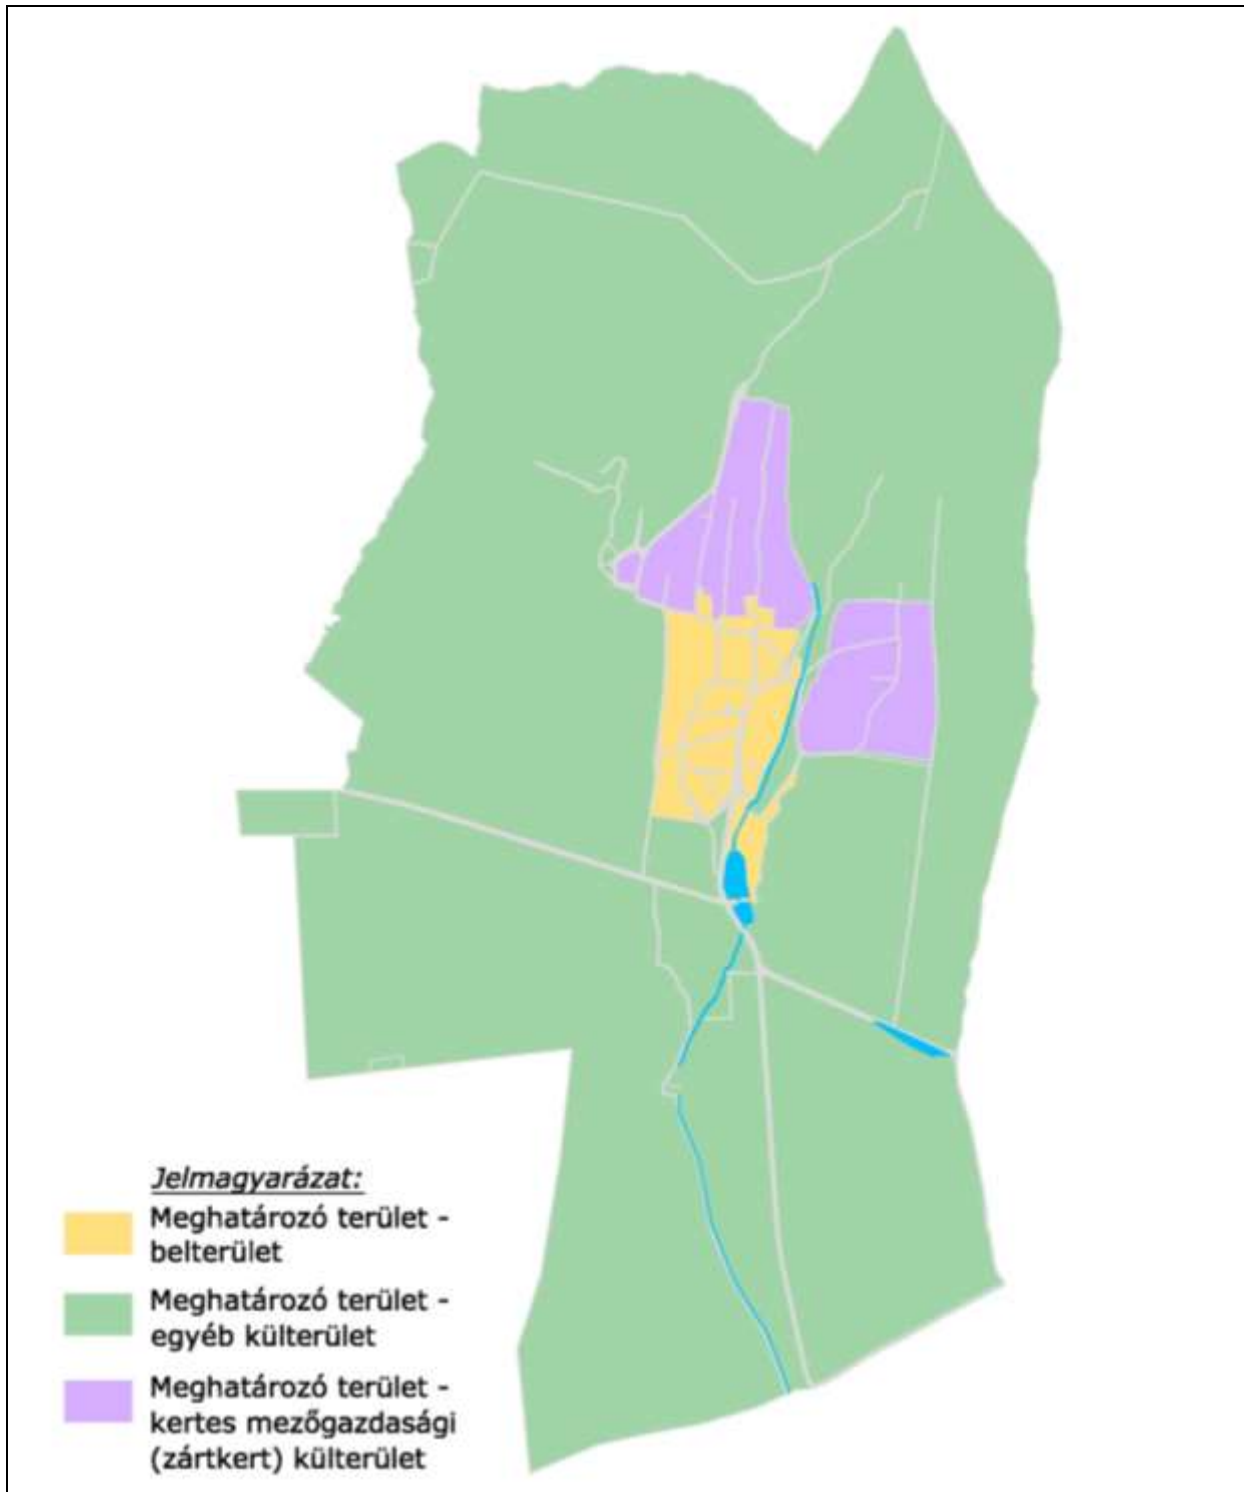 Jelmagyarázat:
Meghatározó terület -
belterület
Meghatározó terület -
egyéb külterület
Meghatározó terület -
kertes mezőgazdasági
(zártkert) külterület